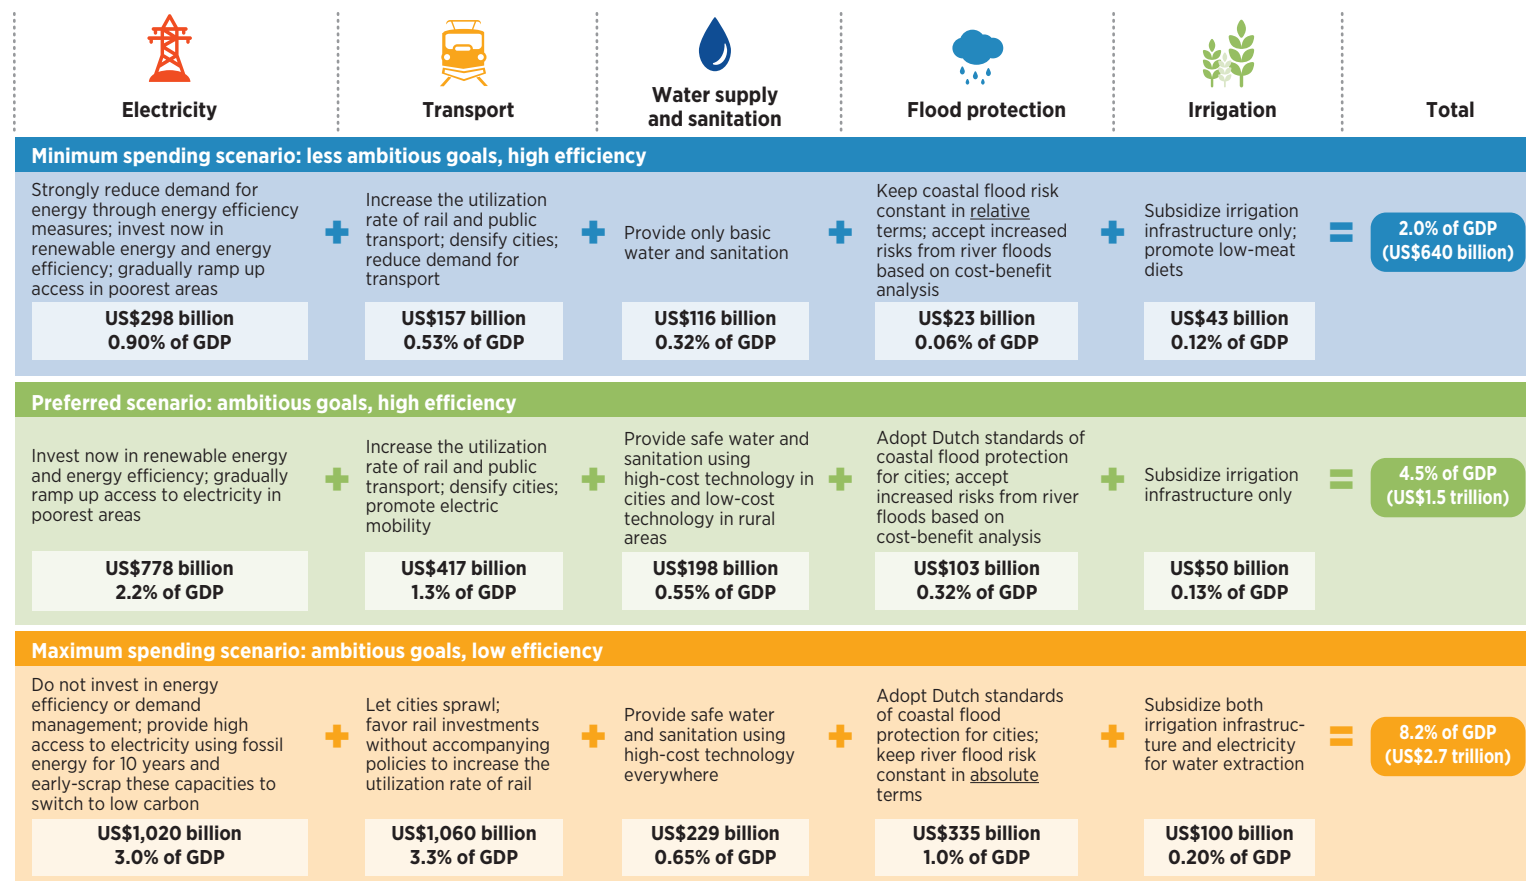 Electricity
Transport
Water supply
and sanitation
Flood protection
Irrigation
Total
Minimum spending scenario: less ambitious goals, high efficiency
Strongly reduce demand for
energy through energy efficiency
measures; invest now in
renewable energy and energy
efficiency; gradually ramp up
access in poorest areas
US$298 billion
0.90% of GDP
+
Increase the utilization
rate of rail and public
transport; densify cities;
reduce demand for
transport
US$157 billion
0.53% of GDP
+
Provide only basic
water and sanitation
US$116 billion
0.32% of GDP
+
Keep coastal flood risk
constant in relative
terms; accept increased
risks from river floods
based on cost-benefit
analysis
US$23 billion
0.06% of GDP
+
Subsidize irrigation
infrastructure only;
promote low-meat
diets
US$43 billion
0.12% of GDP
=
2.0% of GDP
(US$640 billion)
Preferred scenario: ambitious goals, high efficiency
Invest now in renewable energy
and energy efficiency; gradually
ramp up access to electricity in
poorest areas
US$778 billion
2.2% of GDP
+
Increase the utilization
rate of rail and public
transport; densify cities;
promote electric
mobility
US$417 billion
1.3% of GDP
+
Provide safe water and
sanitation using
high-cost technology in
cities and low-cost
technology in rural
areas
US$198 billion
0.55% of GDP
+
Adopt Dutch standards of
coastal flood protection
for cities; accept
increased risks from river
floods based on
cost-benefit analysis
US$103 billion
0.32% of GDP
+
Subsidize irrigation
infrastructure only
US$50 billion
0.13% of GDP
=
4.5% of GDP
(US$1.5 trillion)
Maximum spending scenario: ambitious goals, low efficiency
Do not invest in energy
efficiency or demand
management; provide high
access to electricity using fossil
energy for 10 years and
early-scrap these capacities to
switch to low carbon
US$1,020 billion
3.0% of GDP
+
Let cities sprawl;
favor rail investments
without accompanying
policies to increase the
utilization rate of rail
US$1,060 billion
3.3% of GDP
+
Provide safe water
and sanitation using
high-cost technology
everywhere
US$229 billion
0.65% of GDP
+
Adopt Dutch standards
of coastal flood
protection for cities;
keep river flood risk
constant in absolute
terms
US$335 billion
1.0% of GDP
+
Subsidize both
irrigation infrastruc-
ture and electricity
for water extraction
US$100 billion
0.20% of GDP
=
8.2% of GDP
(US$2.7 trillion)